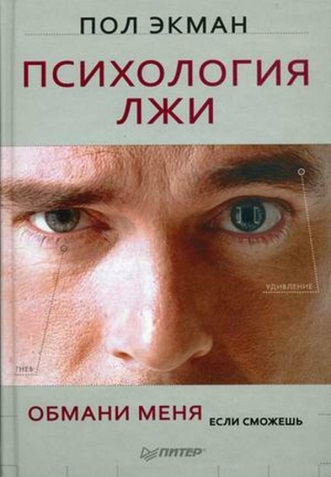 ПОЛ ЭКМАН
ПСИХОЛОГИЯ
ЛЖИ
УДИВЛЕНИЕ
ГНЕВ
ОБМАНИ МЕНЯ ЕСЛИ СМОЖЕШЬ
ПИТЕР